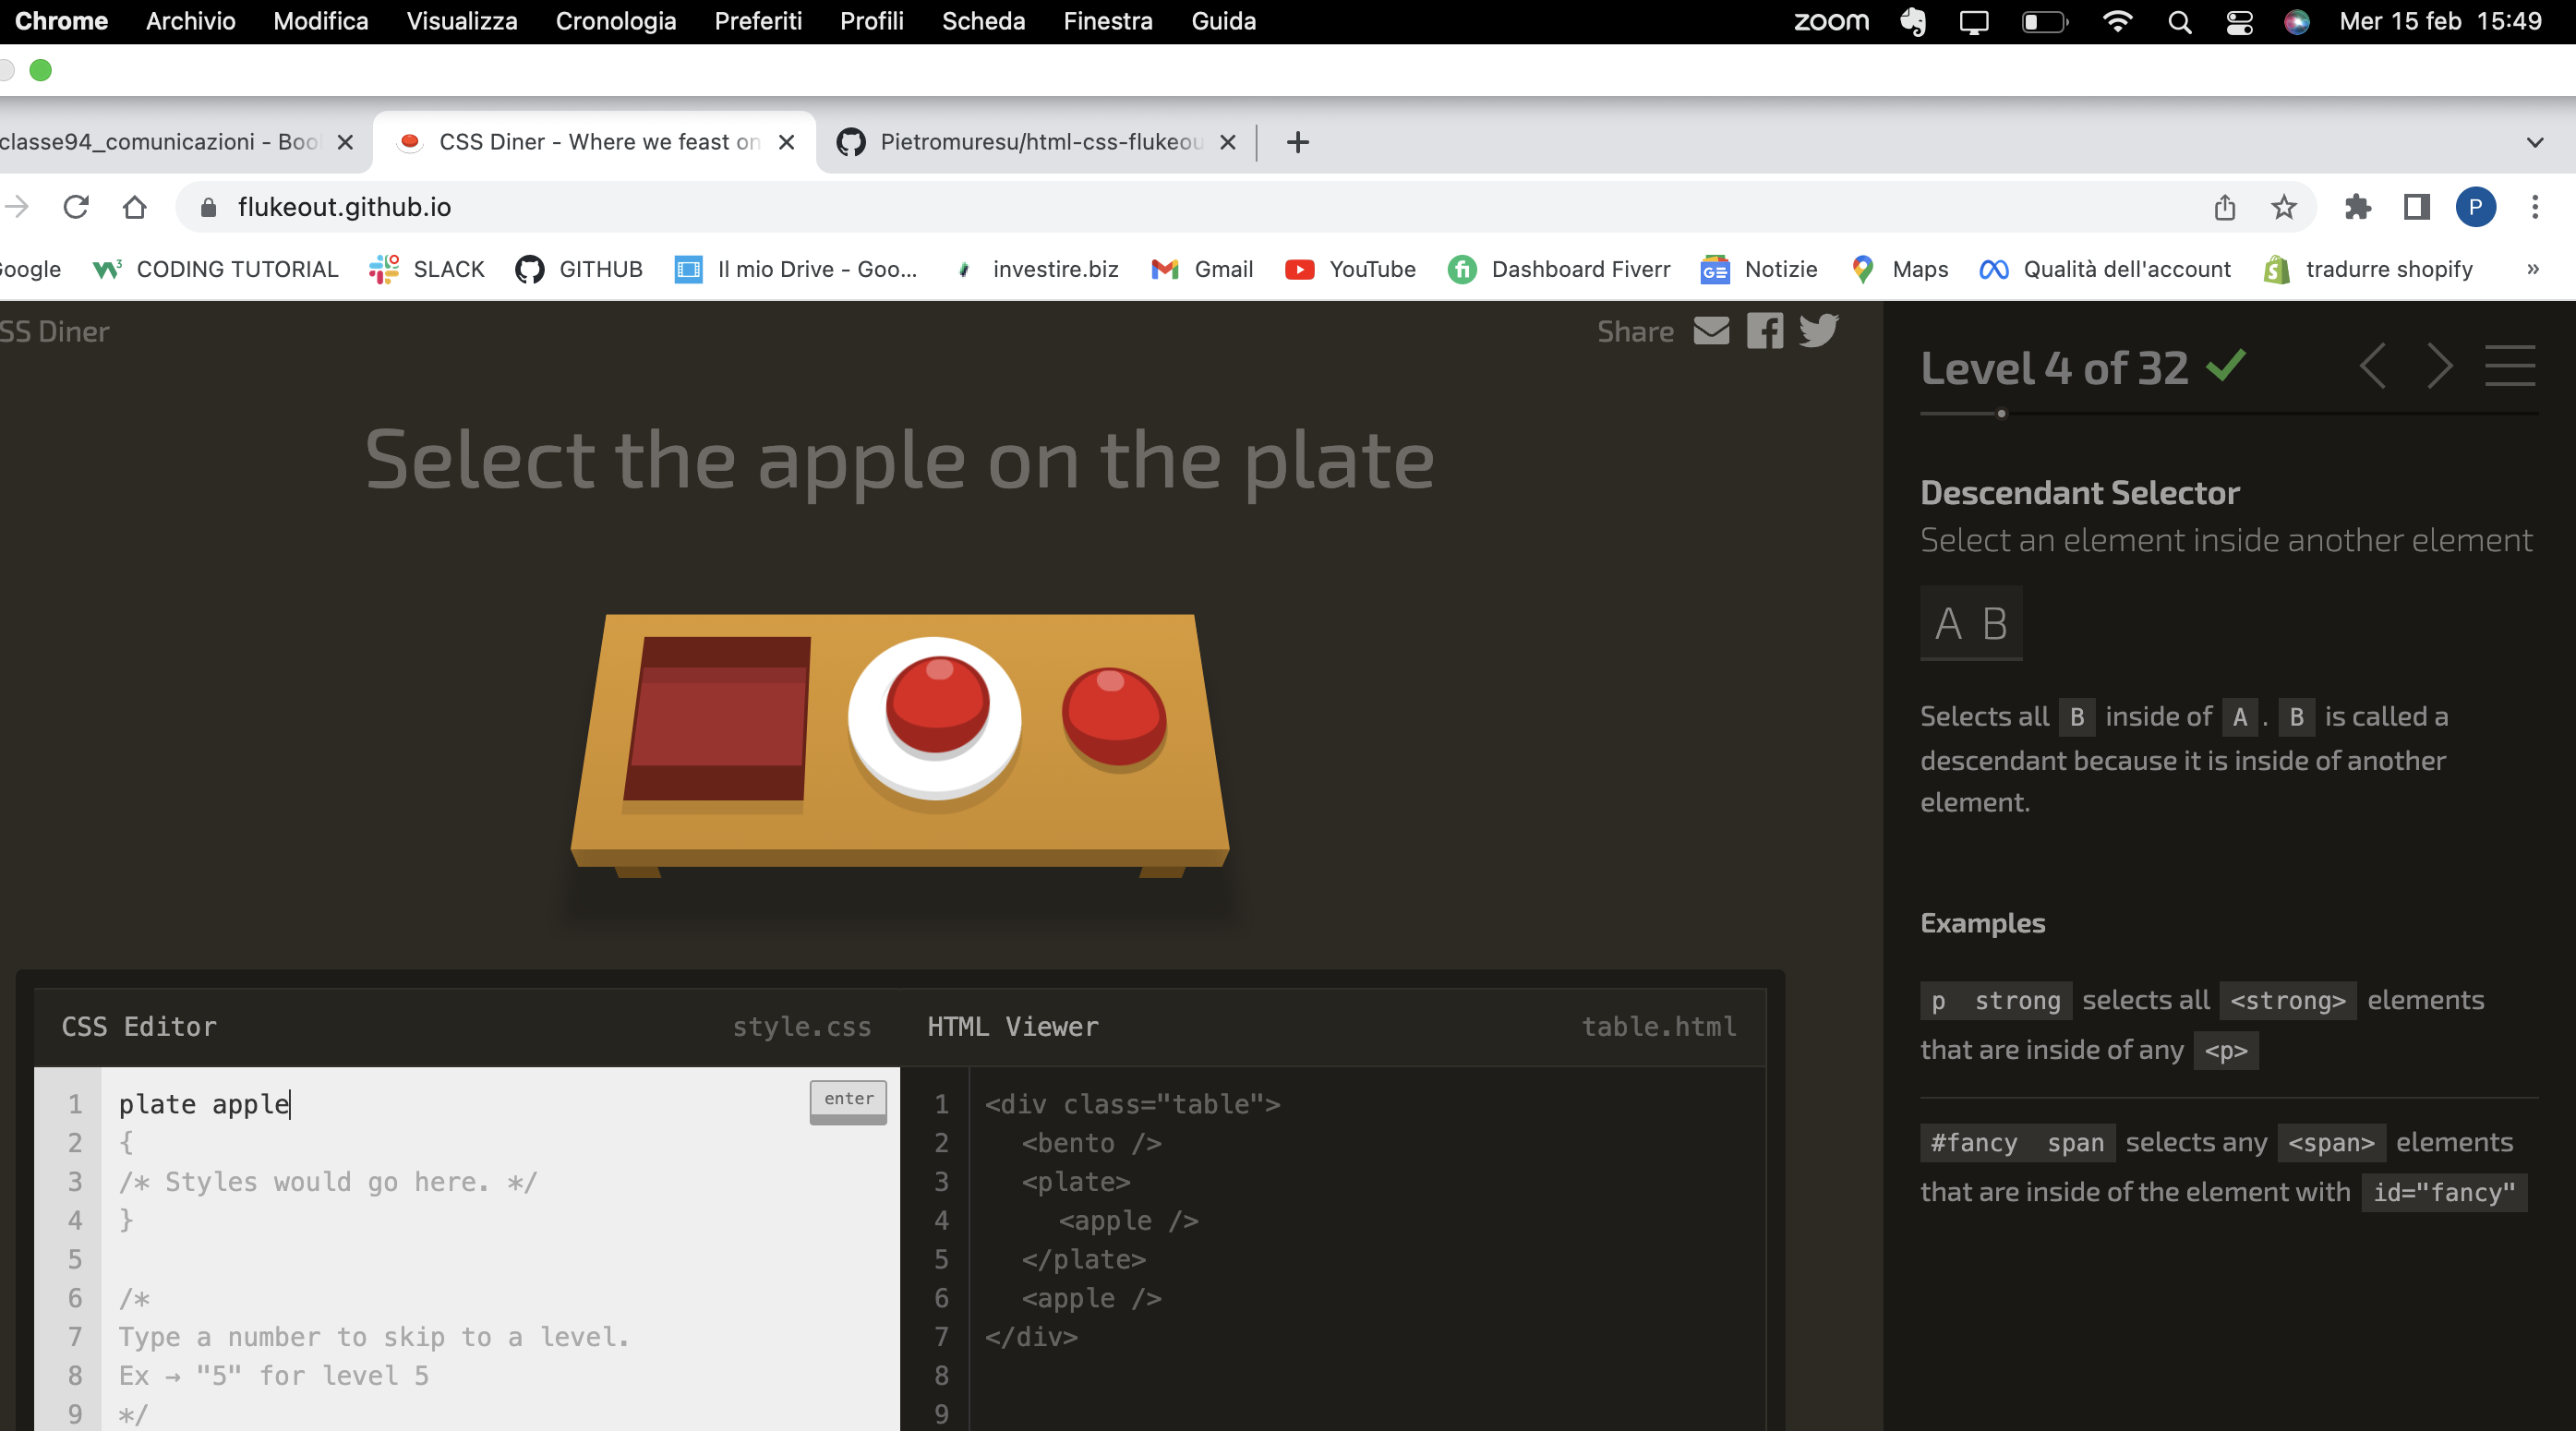 Chrome Archivio Modifica Visualizza Cronologia Preferiti Profili Scheda Finestra Guida zoom Mer 15 feb 15:49
classe94_comunicazioni - Boo CSS Diner - Where we feast on Pietromuresu/html-css-flukeou
flukeout.github.io P
oogle CODING TUTORIAL SLACK GITHUB Il mio Drive - Goo... investire.biz Gmail YouTube Dashboard Fiverr Notizie Maps Qualità dell'account tradurre shopify »
SS Diner Share
Level 4 of 32
Select the apple on the plate
Descendant Selector
Select an element inside another element
A B
Selects all B inside of A . B is called a
descendant because it is inside of another
element.
Examples
p strong selects all <strong> elements
that are inside of any <p>
#fancy span selects any <span> elements
that are inside of the element with id="fancy"
CSS Editor style.css
1 plate apple enter
2 {
3 /* Styles would go here. */
4 }
5
6 /*
7 Type a number to skip to a level.
8 Ex → "5" for level 5
9 */
HTML Viewer table.html
1 <div class="table">
2 <bento />
3 <plate>
4 <apple />
5 </plate>
6 <apple />
7 </div>
8
9